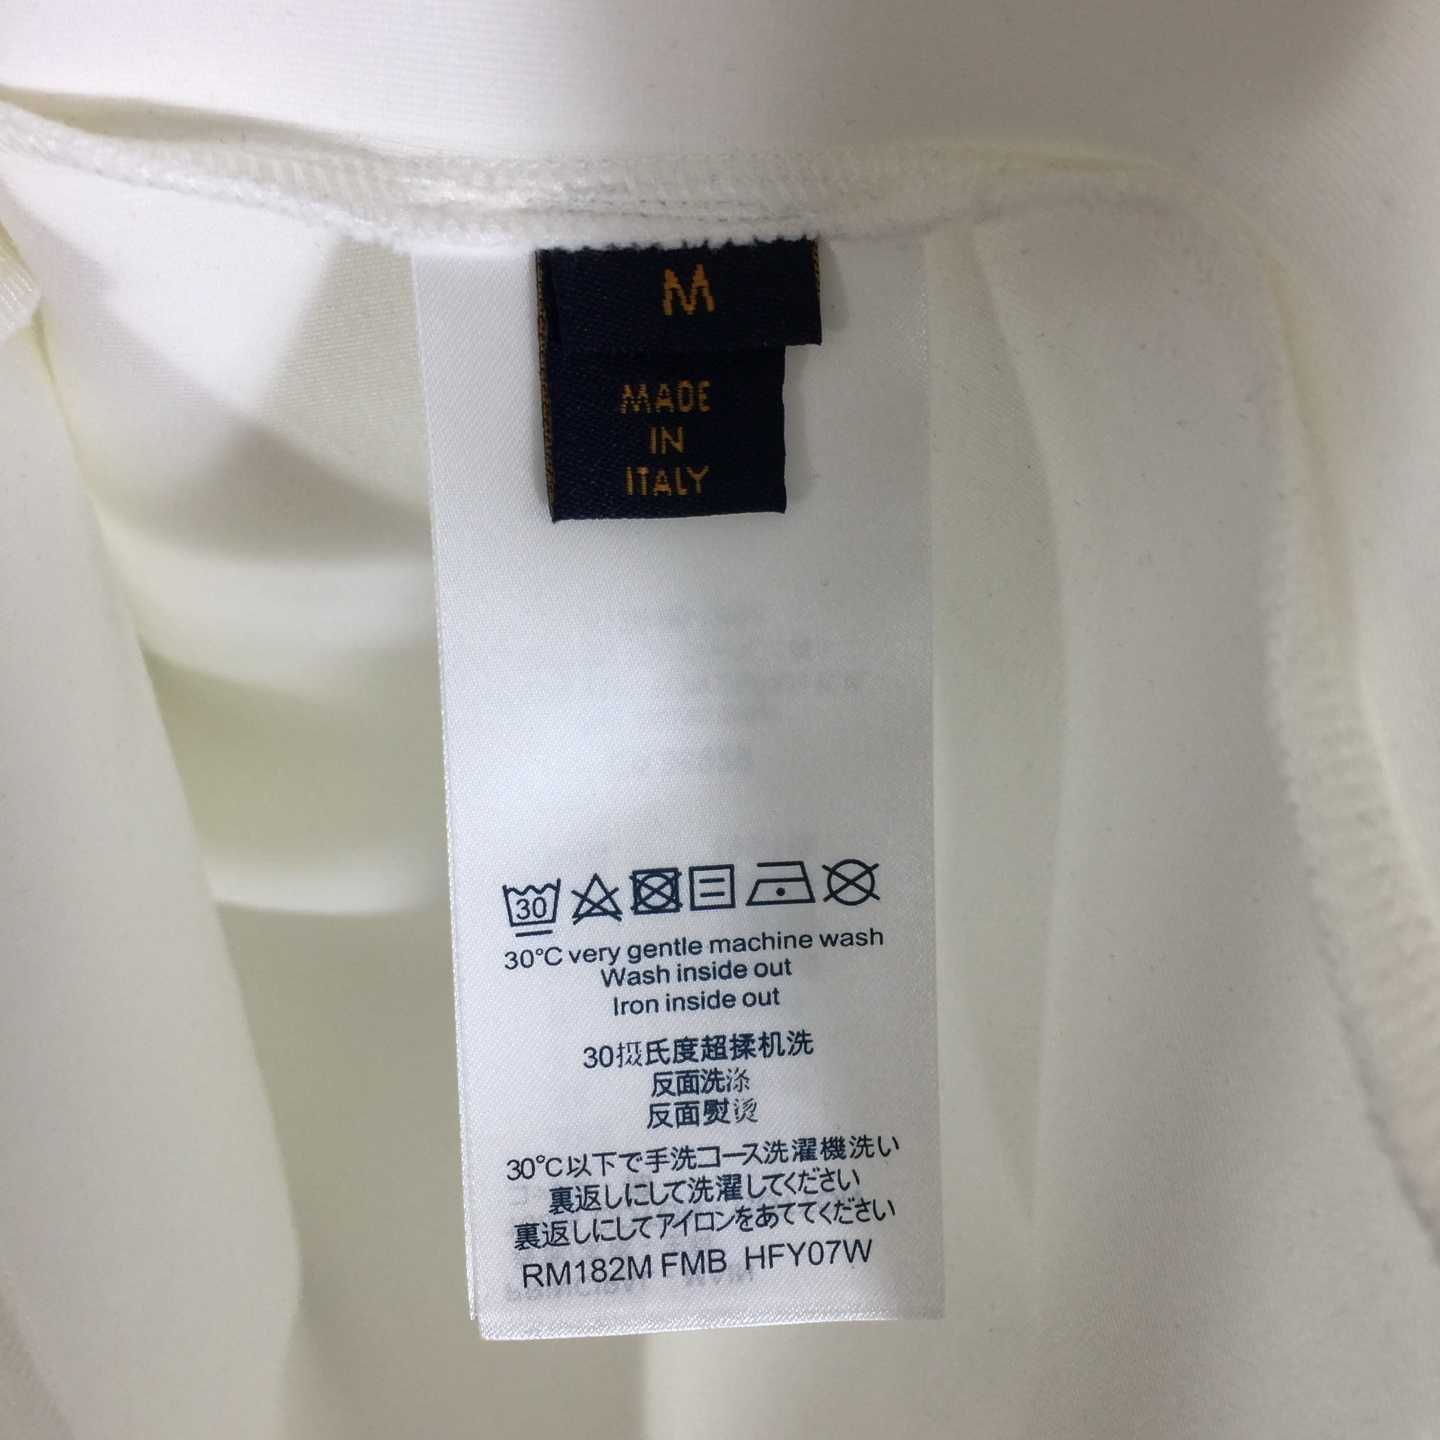 M
MADE
IN
ITALY
30
30°C very gentle machine wash
Wash inside out
Iron inside out
30摄氏度超揉机洗
反面洗涤
反面熨烫
30°C以下で手洗コース洗濯機洗い
裏返しにして洗濯してください
裏返しにしてアイロンをあててください
RM182M FMB HFY07W